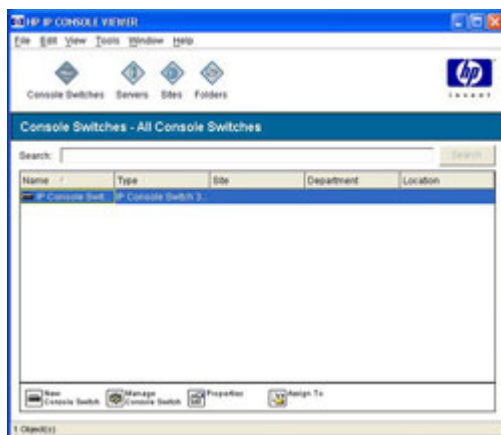 HP IP CONSOLE VIEWER
File Edit View Tools Window Help
Console Switches Servers Sites Folders
hp
invent
Console Switches - All Console Switches
Search: Search
Name Type Site Department Location
IP Console Swit... IP Console Switch 3...
New Console Switch Manage Console Switch Properties Assign To
1 Object(s)